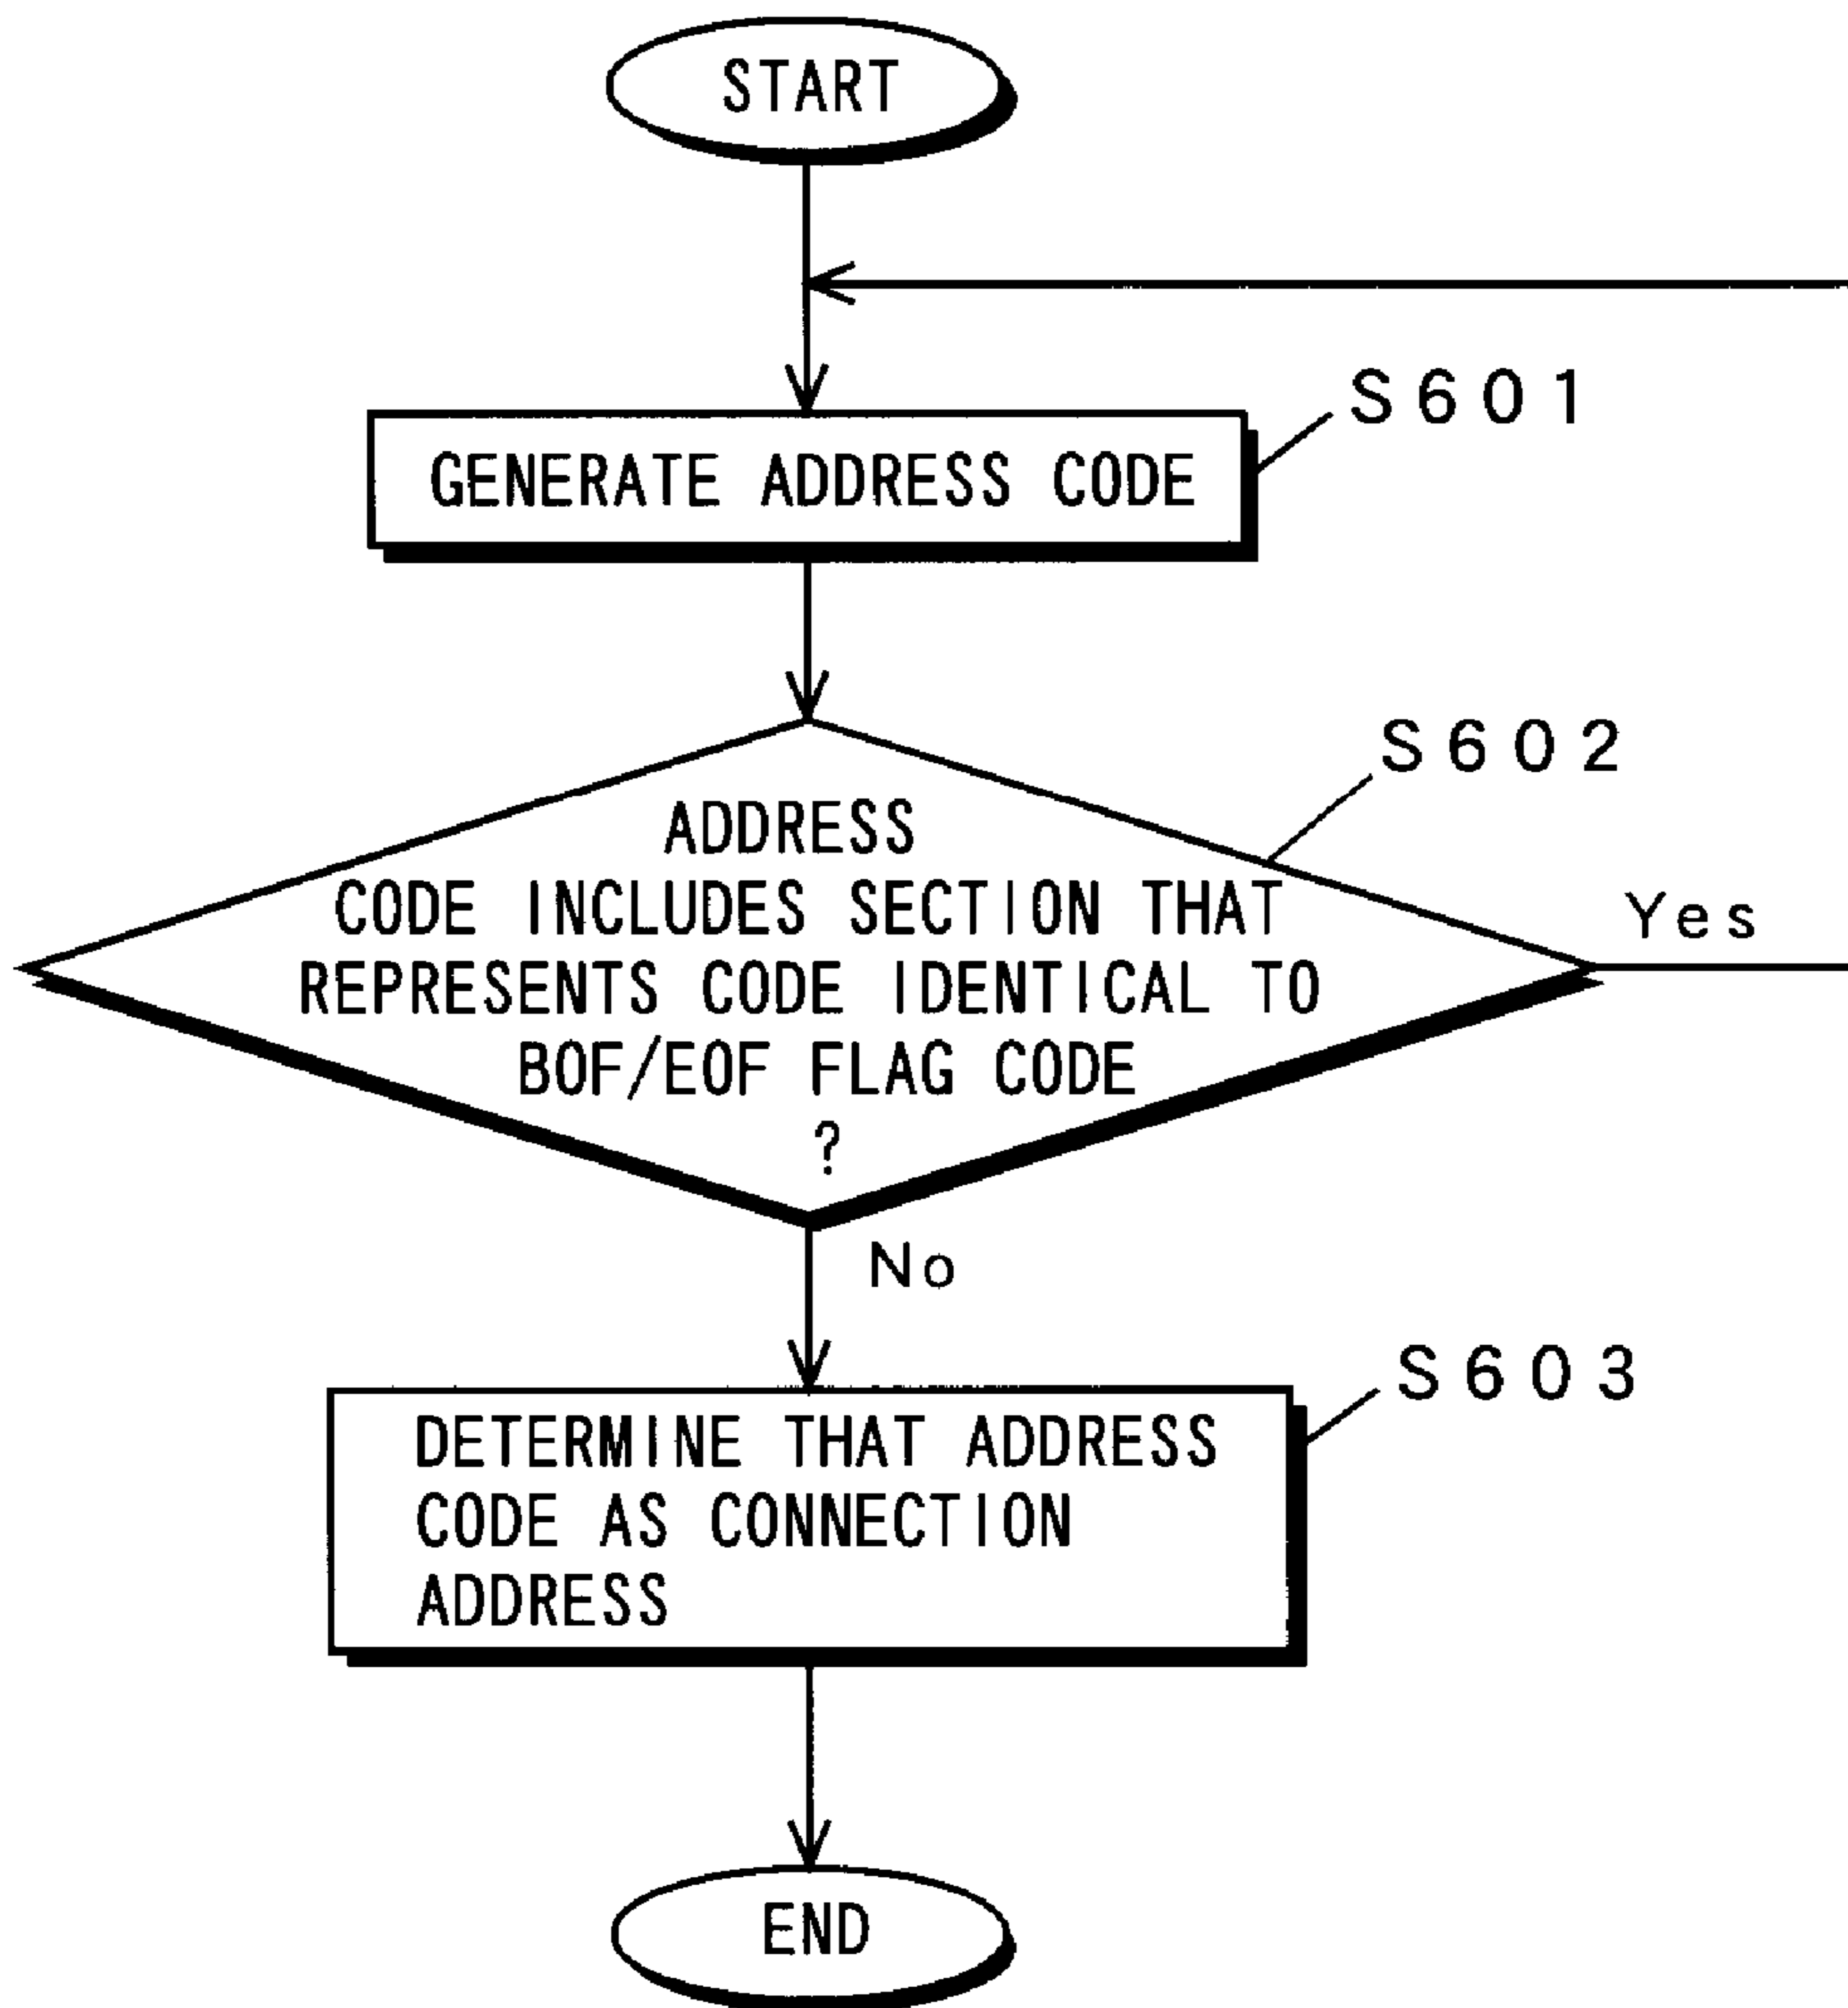 START
S601
GENERATE ADDRESS CODE
S602
ADDRESS
CODE INCLUDES SECTION THAT
Yes
REPRESENTS CODE IDENTICAL TO
BOF/EOF FLAG CODE
?
No
S603
DETERMINE THAT ADDRESS
CODE AS CONNECTION
ADDRESS
END